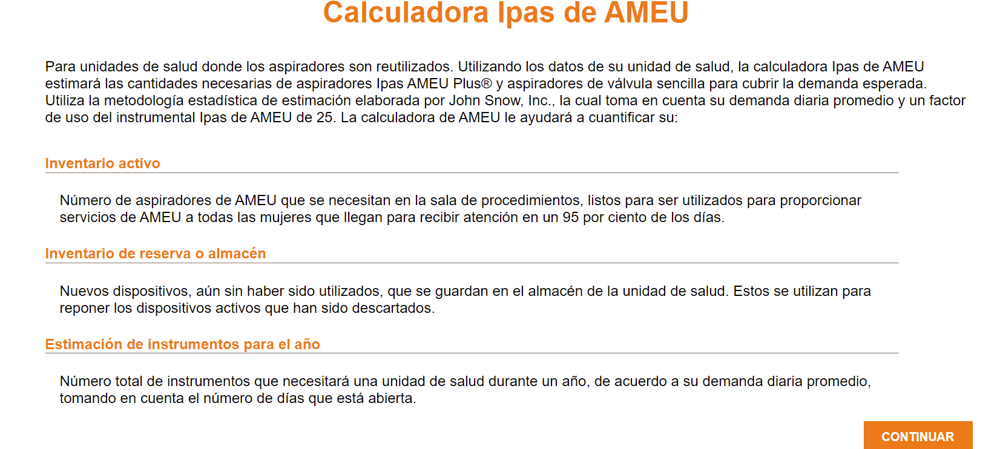 Calculadora Ipas de AMEU
Para unidades de salud donde los aspiradores son reutilizados. Utilizando los datos de su unidad de salud, la calculadora Ipas de AMEU
estimará las cantidades necesarias de aspiradores Ipas AMEU Plus® y aspiradores de válvula sencilla para cubrir la demanda esperada.
Utiliza la metodología estadística de estimación elaborada por John Snow, Inc., la cual toma en cuenta su demanda diaria promedio y un factor
de uso del instrumental Ipas de AMEU de 25. La calculadora de AMEU le ayudará a cuantificar su:
Inventario activo
Número de aspiradores de AMEU que se necesitan en la sala de procedimientos, listos para ser utilizados para proporcionar
servicios de AMEU a todas las mujeres que llegan para recibir atención en un 95 por ciento de los días.
Inventario de reserva o almacén
Nuevos dispositivos, aún sin haber sido utilizados, que se guardan en el almacén de la unidad de salud. Estos se utilizan para
reponer los dispositivos activos que han sido descartados.
Estimación de instrumentos para el año
Número total de instrumentos que necesitará una unidad de salud durante un año, de acuerdo a su demanda diaria promedio,
tomando en cuenta el número de días que está abierta.
CONTINUAR